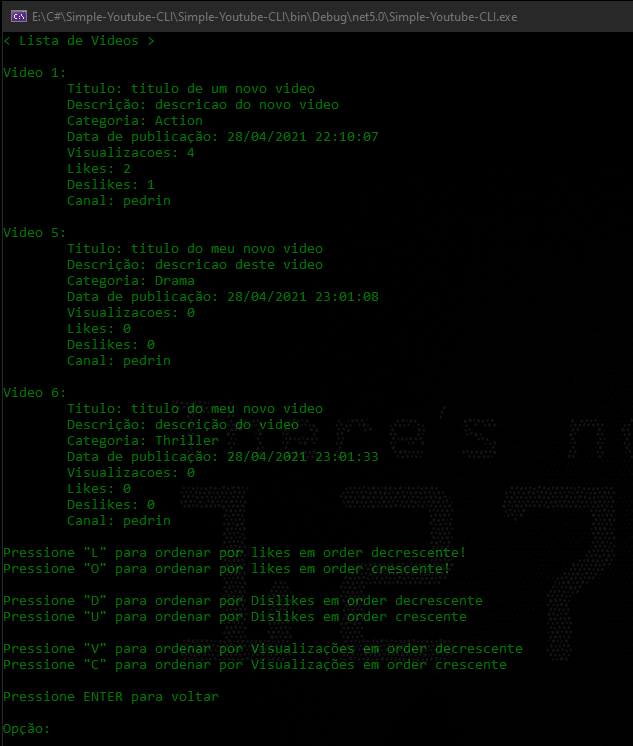 E:\C#\Simple-Youtube-CLI\Simple-Youtube-CLI\bin\Debug\net5.0\Simple-Youtube-CLI.exe
< Lista de Videos >
Video 1:
Titulo: titulo de um novo video
Descrição: descricao do novo video
Categoria: Action
Data de publicação: 28/04/2021 22:10:07
Visualizacoes: 4
Likes: 2
Deslikes: 1
Canal: pedrin
Video 5:
Titulo: titulo do meu novo video
Descrição: descricao deste video
Categoria: Drama
Data de publicação: 28/04/2021 23:01:08
Visualizacoes: 0
Likes: 0
Deslikes: 0
Canal: pedrin
Video 6:
Titulo: titulo do meu novo video
Descrição: descrição do video
Categoria: Thriller
Data de publicação: 28/04/2021 23:01:33
Visualizacoes: 0
Likes: 0
Deslikes: 0
Canal: pedrin
Pressione "L" para ordenar por likes em order decrescente!
Pressione "O" para ordenar por likes em order crescente!
Pressione "D" para ordenar por Dislikes em order decrescente
Pressione "U" para ordenar por Dislikes em order crescente
Pressione "V" para ordenar por Visualizações em order decrescente
Pressione "C" para ordenar por Visualizações em order crescente
Pressione ENTER para voltar
Opção:
There's
127